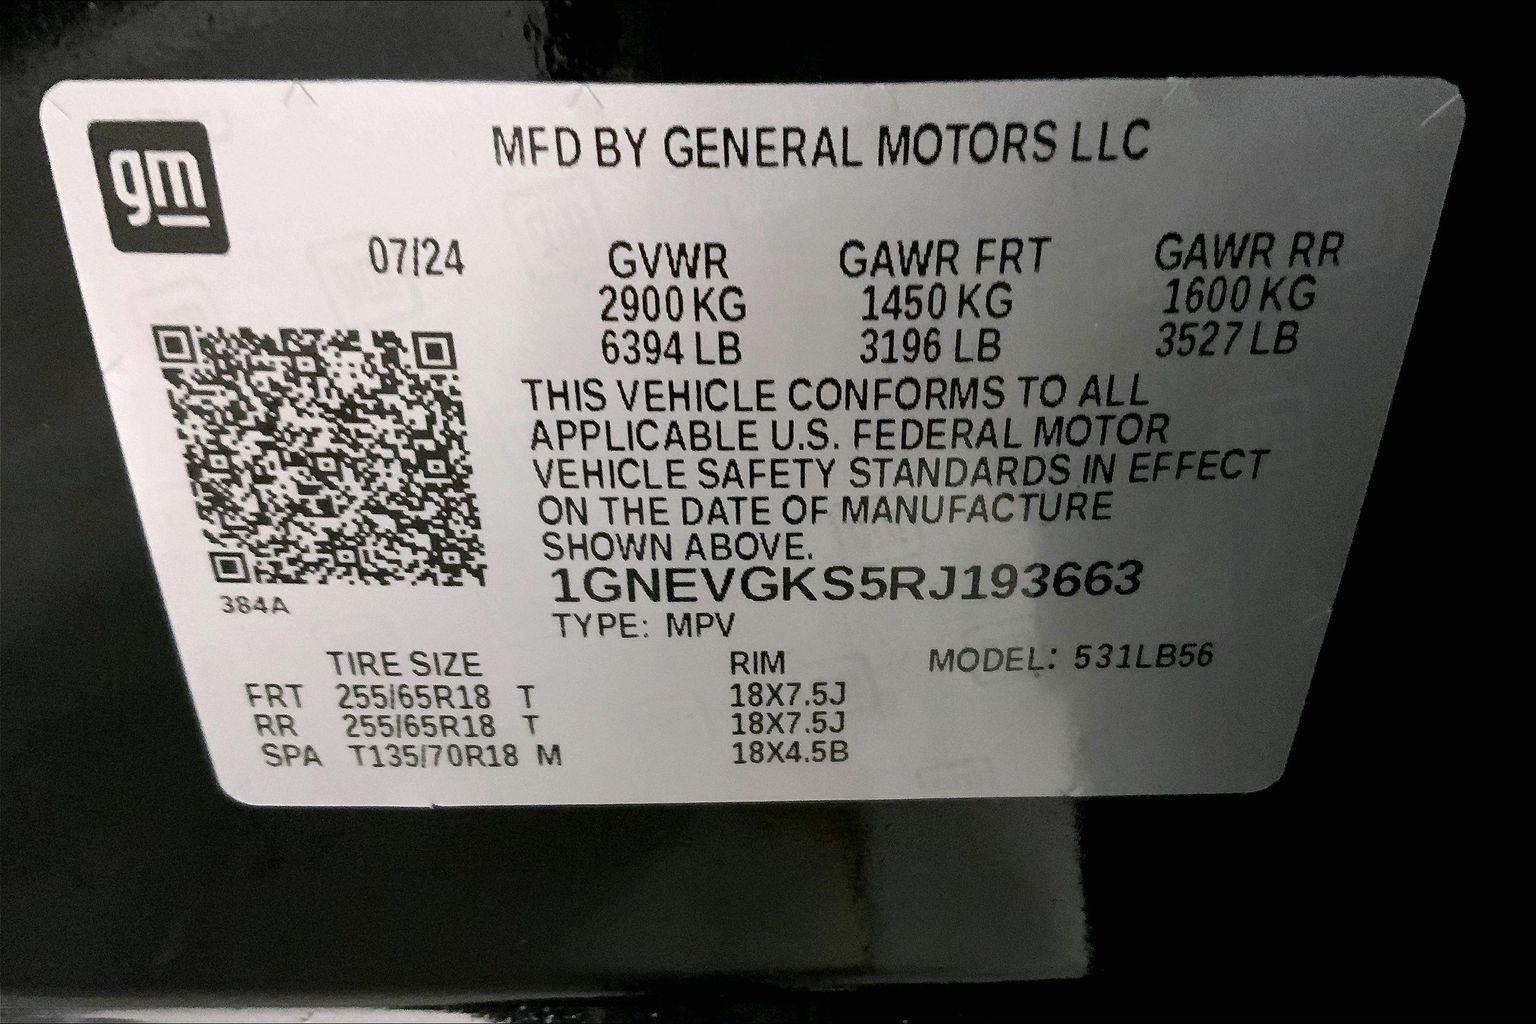 gm
MFD BY GENERAL MOTORS LLC
07/24 GVWR GAWR FRT GAWR RR
2900 KG 1450 KG 1600 KG
6394 LB 3196 LB 3527 LB
THIS VEHICLE CONFORMS TO ALL
APPLICABLE U.S. FEDERAL MOTOR
VEHICLE SAFETY STANDARDS IN EFFECT
ON THE DATE OF MANUFACTURE
SHOWN ABOVE.
1GNEVGKS5RJ193663
384A
TYPE: MPV
TIRE SIZE RIM MODEL: 531LB56
FRT 255/65R18 T 18X7.5J
RR 255/65R18 T 18X7.5J
SPA T135/70R18 M 18X4.5B